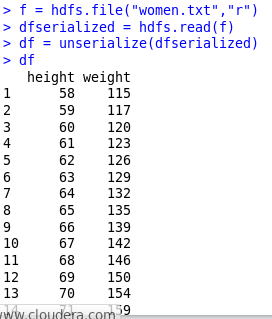 > f = hdfs.file("women.txt","r")
> dfserialized = hdfs.read(f)
> df = unserialize(dfserialized)
> df
   height weight
1      58    115
2      59    117
3      60    120
4      61    123
5      62    126
6      63    129
7      64    132
8      65    135
9      66    139
10     67    142
11     68    146
12     69    150
13     70    154
14     71    159
www.cloudera.com